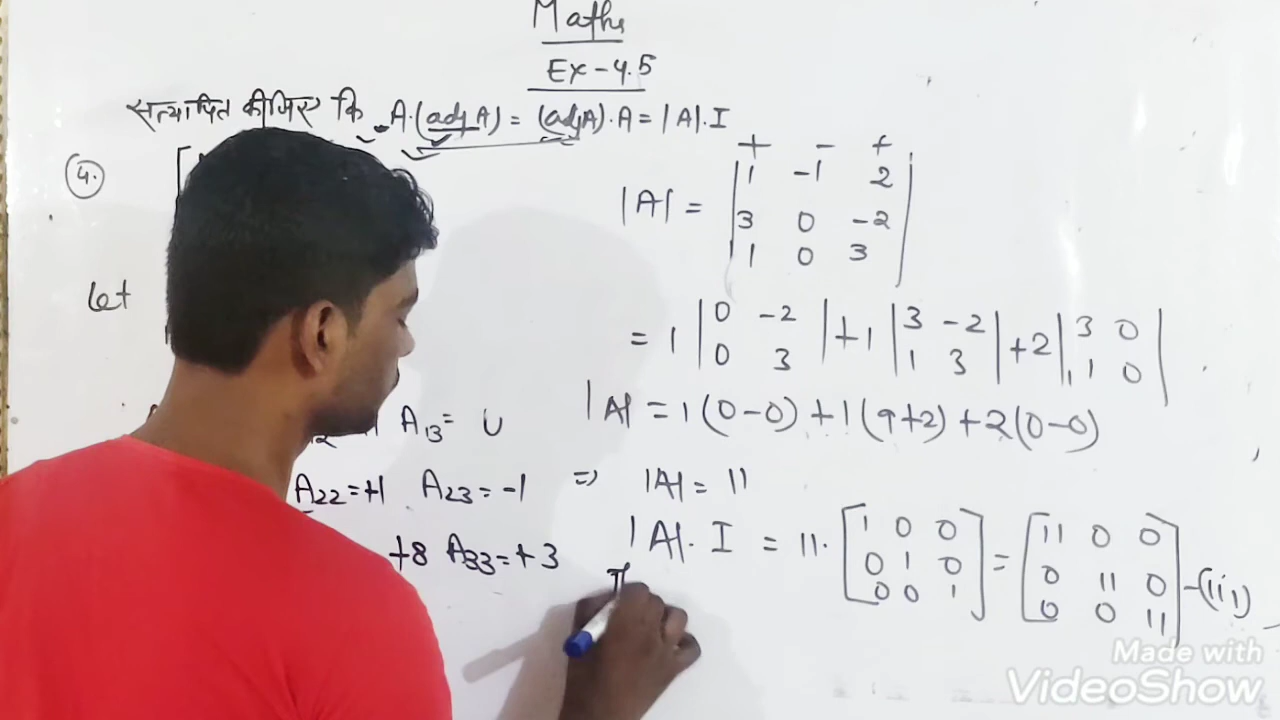 Maths
Ex-4.5
सत्यापित कीजिए कि A.(adj A) = (adjA).A = |A|.I
4.
Let
|A| =
+ - +
1 -1 2
3 0 -2
1 0 3
= 1 |0 -2| + 1 |3 -2| + 2 |3 0|
|0 3| |1 3| |1 0|
|A| = 1(0-0) + 1(9+2) + 2(0-0)
A13 = 0
A22 = +1 A23 = -1
+8 A33 = +3
=> |A| = 11
|A|. I = 11. [1 0 0] = [11 0 0]
[0 1 0] [0 11 0] -(iii)
[0 0 1] [0 0 11]
Made with
VideoShow